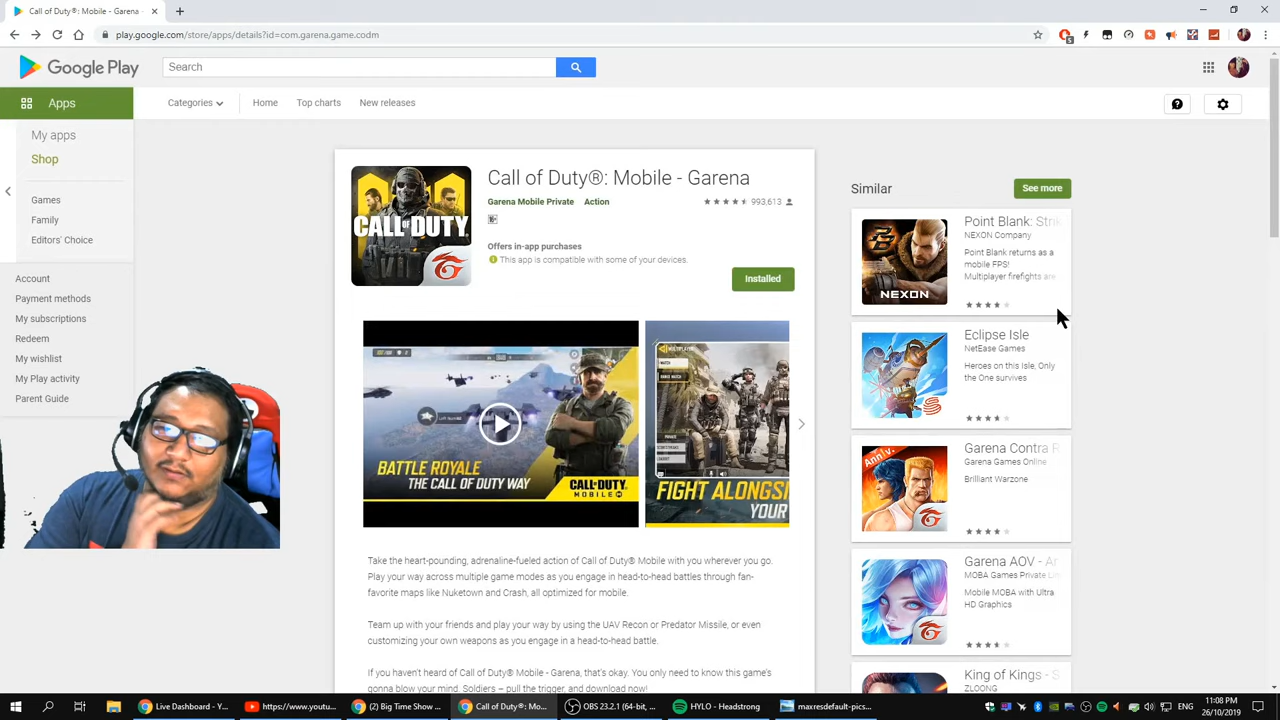 Call of Duty®: Mobile - Garena
play.google.com/store/apps/details?id=com.garena.game.codm
5
Google Play
Search
Apps
Categories
Home
Top charts
New releases
My apps
Shop
Games
Family
Editors' Choice
Account
Payment methods
My subscriptions
Redeem
My wishlist
My Play activity
Parent Guide
CALL OF DUTY
Call of Duty®: Mobile - Garena
Garena Mobile Private
Action
993,613
Offers in-app purchases
This app is compatible with some of your devices.
Installed
BATTLE ROYALE
THE CALL OF DUTY WAY
CALL OF DUTY
MOBILE
MULTIPLAYER
FIGHT ALONGSI
YOUR
Take the heart-pounding, adrenaline-fueled action of Call of Duty® Mobile with you wherever you go.
Play your way across multiple game modes as you engage in head-to-head battles through fan-
favorite maps like Nuketown and Crash, all optimized for mobile.
Team up with your friends and play your way by using the UAV Recon or Predator Missile, or even
customizing your own weapons as you engage in a head-to-head battle.
If you haven't heard of Call of Duty® Mobile - Garena, that's okay. You only need to know this game's
gonna blow your mind. Soldiers – pull the trigger, and download now!
Similar
See more
PB
NEXON
Point Blank: Strik
NEXON Company
Point Blank returns as a
mobile FPS!
Multiplayer firefights are
Eclipse Isle
NetEase Games
Heroes on this Isle, Only
the One survives
Anniv.
Garena Contra R
Garena Games Online
Brilliant Warzone
Garena AOV - Ar
MOBA Games Private Lin
Mobile MOBA with Ultra
HD Graphics
King of Kings - S
ZLOONG
Live Dashboard - Y...
https://www.youtu...
(2) Big Time Show ...
Call of Duty®: Mo...
OBS 23.2.1 (64-bit, ...
HYLO - Headstrong
maxresdefault-pic...
ENG
11:08 PM
26/10/2019